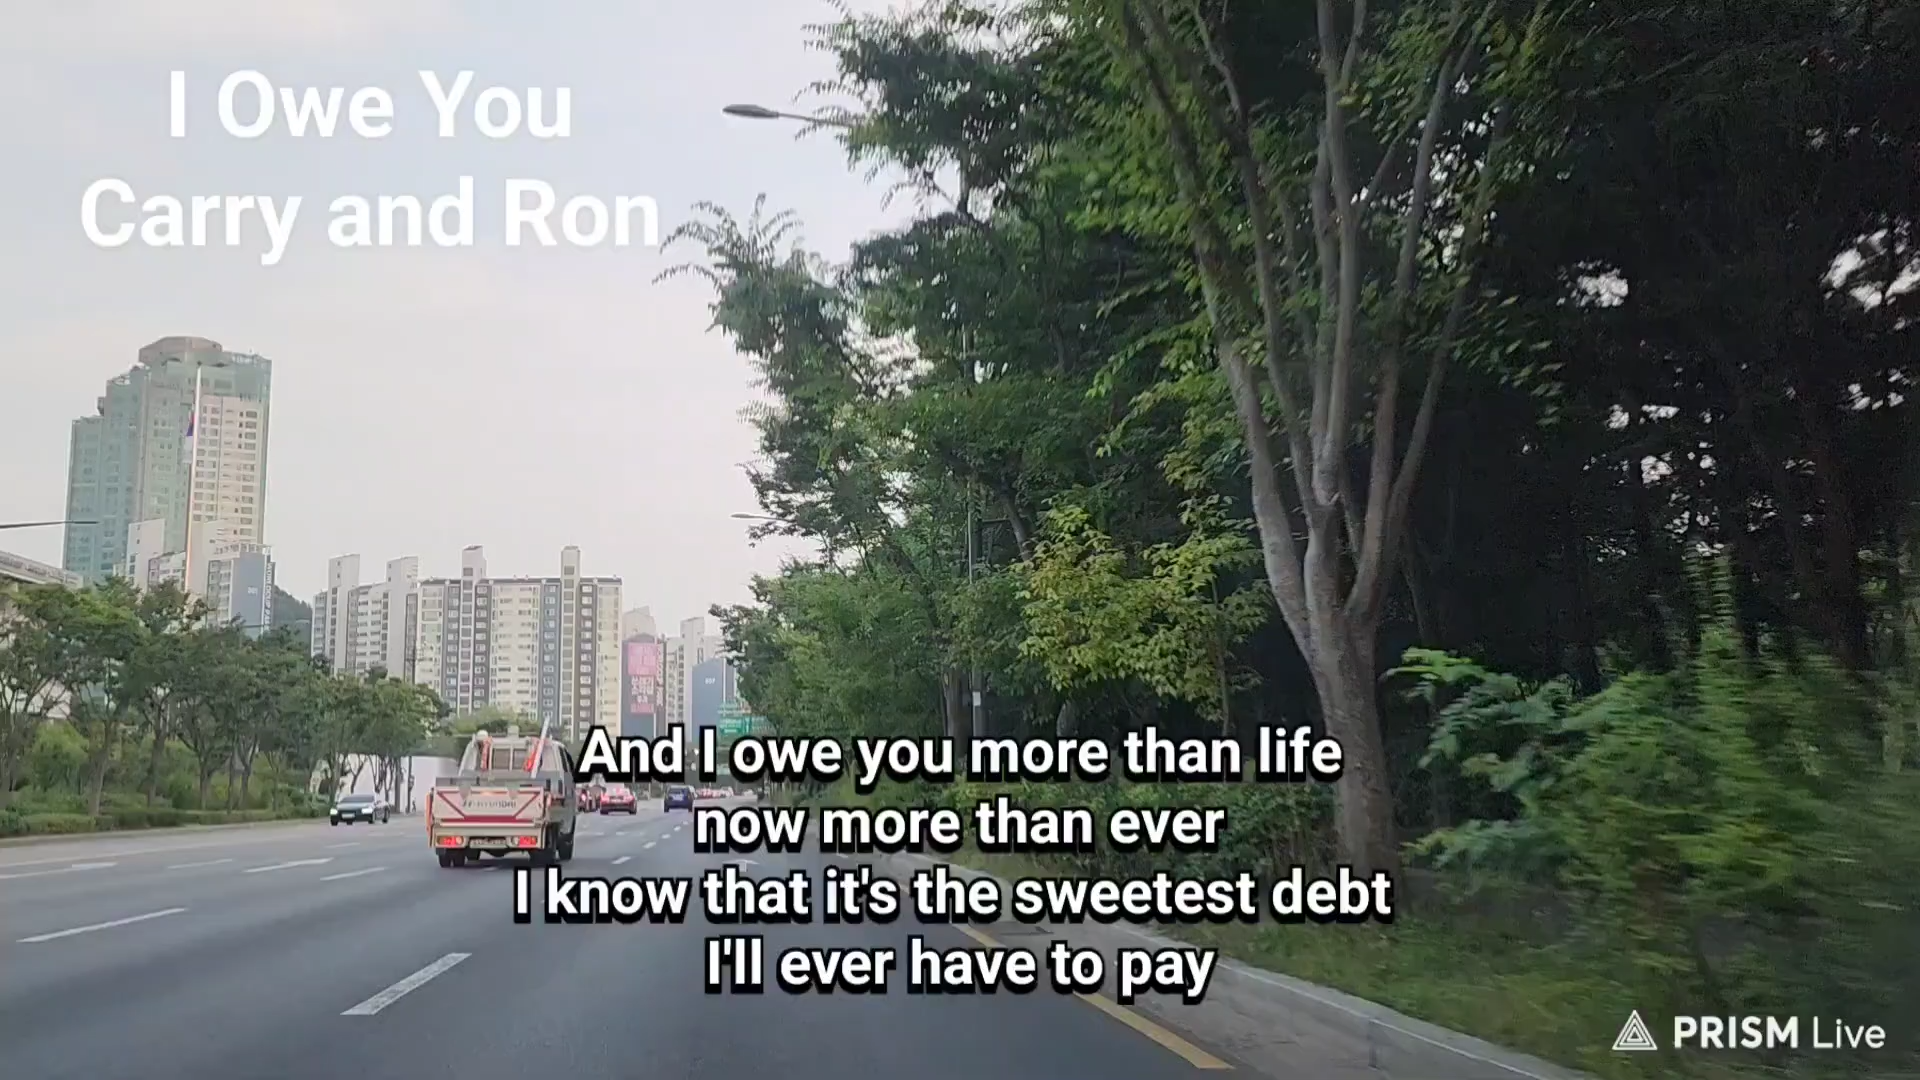 I Owe You
Carry and Ron
And I owe you more than life
now more than ever
I know that it's the sweetest debt
I'll ever have to pay
HYUNDAI
PRISM Live